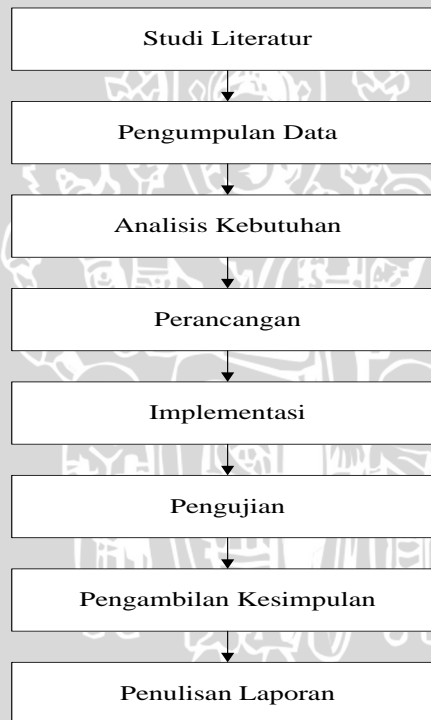 Studi Literatur
Pengumpulan Data
Analisis Kebutuhan
Perancangan
Implementasi
Pengujian
Pengambilan Kesimpulan
Penulisan Laporan